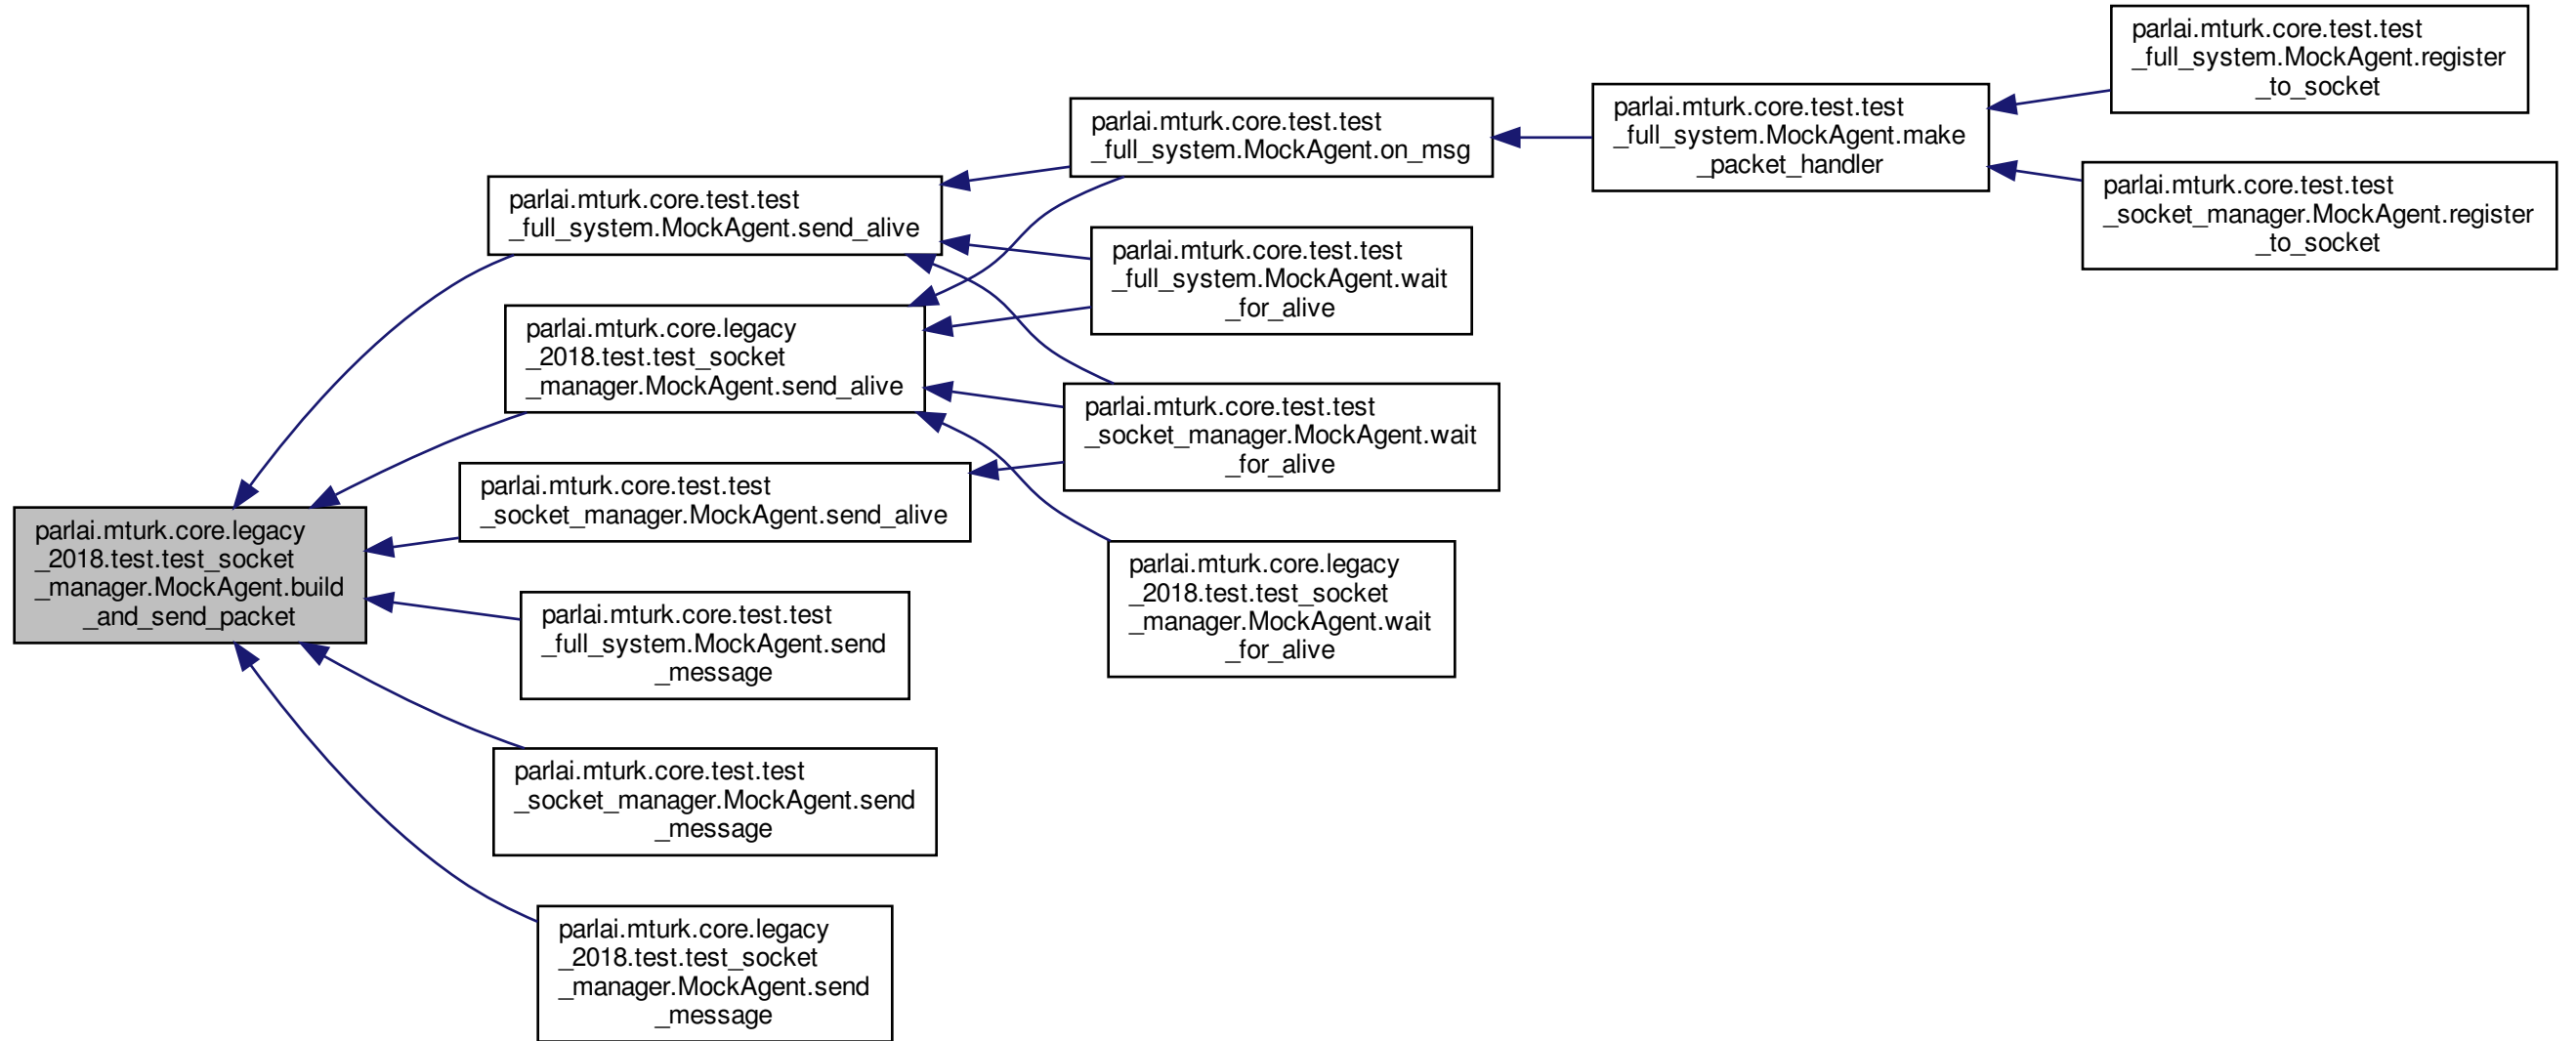 parlai.mturk.core.test.test
_full_system.MockAgent.register
_to_socket
parlai.mturk.core.test.test
_full_system.MockAgent.make
_packet_handler
parlai.mturk.core.test.test
_full_system.MockAgent.on_msg
parlai.mturk.core.test.test
_socket_manager.MockAgent.register
_to_socket
parlai.mturk.core.test.test
_full_system.MockAgent.send_alive
parlai.mturk.core.test.test
_full_system.MockAgent.wait
_for_alive
parlai.mturk.core.legacy
_2018.test.test_socket
_manager.MockAgent.send_alive
parlai.mturk.core.test.test
_socket_manager.MockAgent.wait
_for_alive
parlai.mturk.core.test.test
_socket_manager.MockAgent.send_alive
parlai.mturk.core.legacy
_2018.test.test_socket
_manager.MockAgent.build
_and_send_packet
parlai.mturk.core.legacy
_2018.test.test_socket
_manager.MockAgent.wait
_for_alive
parlai.mturk.core.test.test
_full_system.MockAgent.send
_message
parlai.mturk.core.test.test
_socket_manager.MockAgent.send
_message
parlai.mturk.core.legacy
_2018.test.test_socket
_manager.MockAgent.send
_message